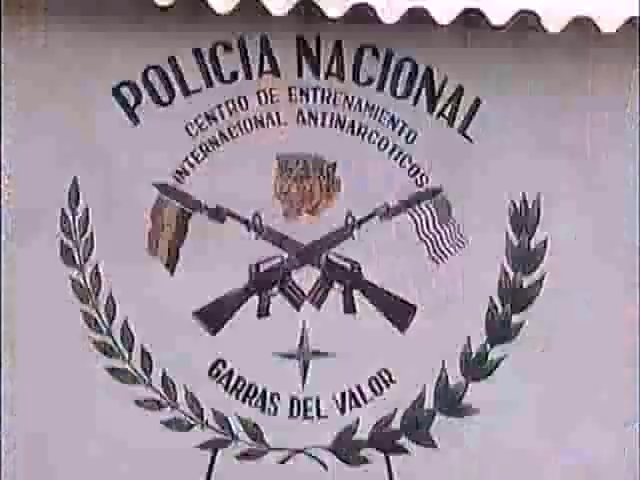 POLICIA NACIONAL
CENTRO DE ENTRENAMIENTO
INTERNACIONAL ANTINARCOTICOS
GARRAS DEL VALOR